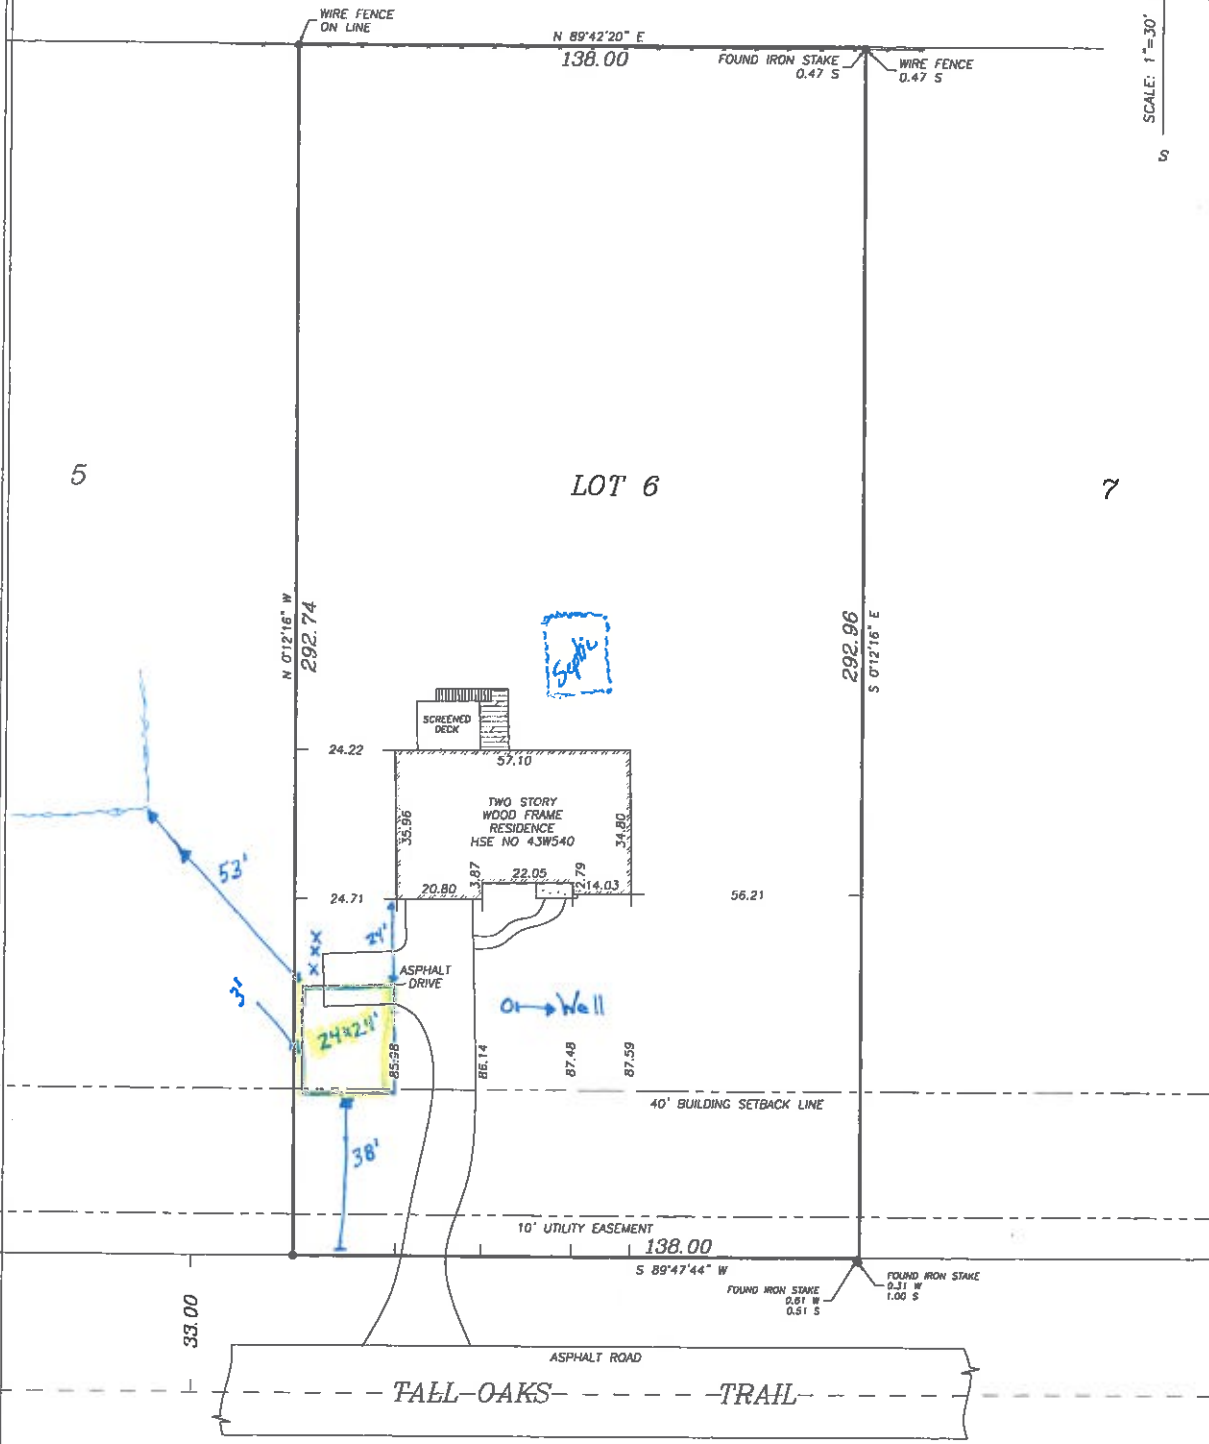 WIRE FENCE
ON LINE
N 89°42'20" E
138.00
FOUND IRON STAKE
0.47 S
WIRE FENCE
0.47 S
SCALE: 1"=30'
S
5
LOT 6
7
N 0°12'16" W
292.74
292.96
S 0°12'16" E
Septic
SCREENED
DECK
24.22
57.10
TWO STORY
WOOD FRAME
RESIDENCE
HSE NO 43W540
35.96
34.80
3.87
22.05
2.79
20.80
14.03
24.71
56.21
53'
24'
XXX
ASPHALT
DRIVE
3'
24x24'
Well
85.98
86.14
87.48
87.59
40' BUILDING SETBACK LINE
38'
10' UTILITY EASEMENT
138.00
S 89°47'44" W
FOUND IRON STAKE
0.61 W
0.51 S
FOUND IRON STAKE
0.31 W
1.00 S
33.00
ASPHALT ROAD
TALL OAKS TRAIL